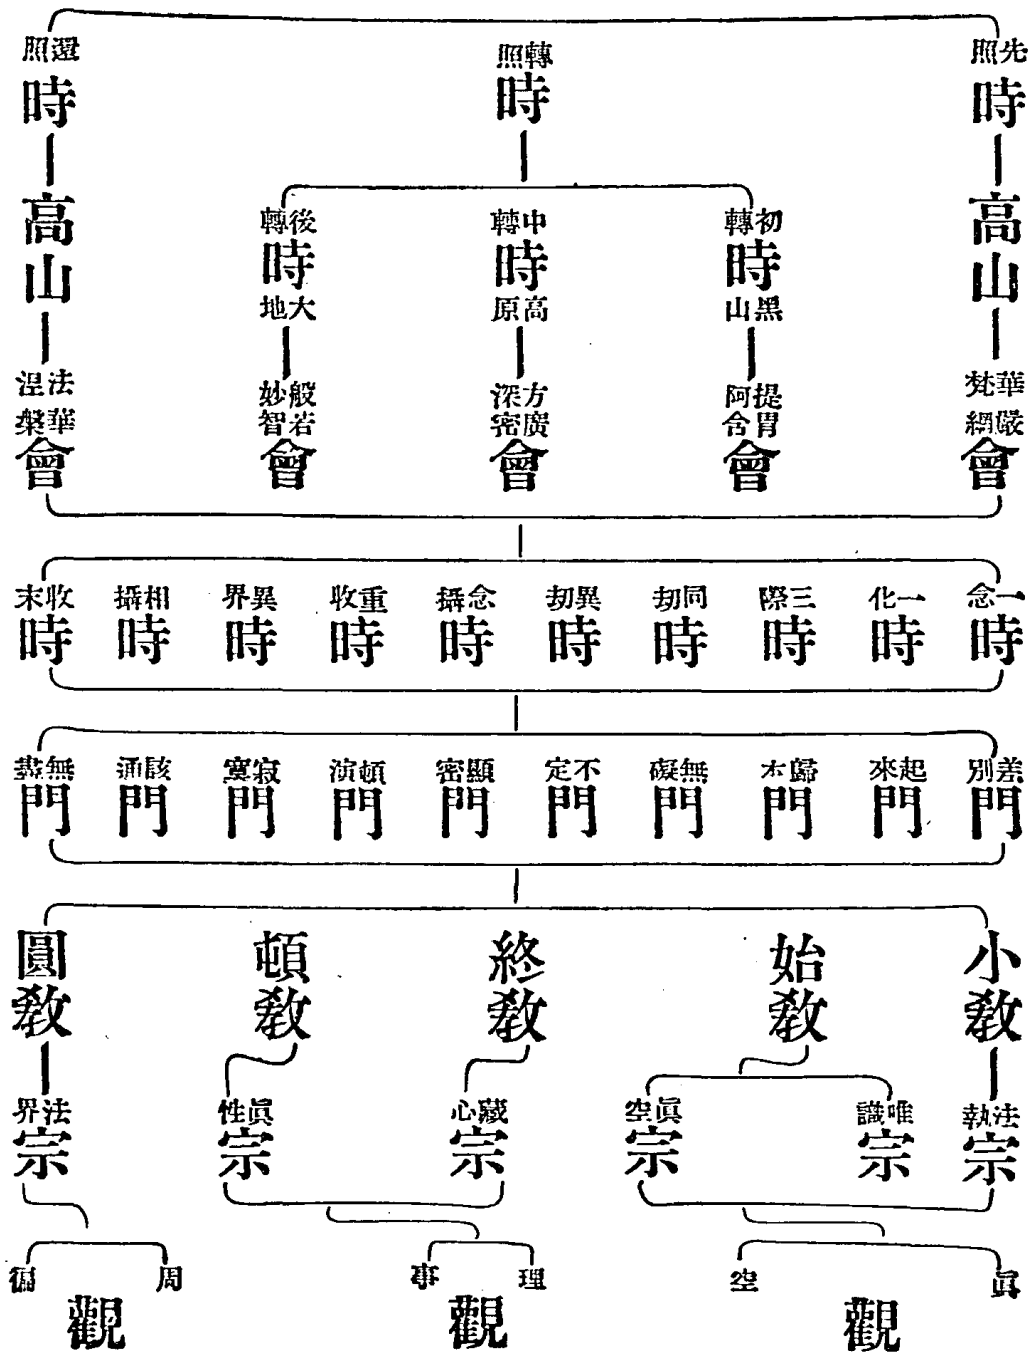 先照時
高山
華嚴梵網會
轉照時
初轉時
黑山
提胃阿含會
中轉時
高原
方廣深密會
後轉時
大地
般若妙智會
還照時
高山
法華涅槃會
一念時
一化時
三際時
同劫時
異劫時
念攝時
重收時
異界時
相攝時
收末時
差別門
起來門
歸本門
無礙門
不定門
顯密門
頓演門
寂寞門
該通門
無盡門
小敎
法執宗
始敎
唯識宗
眞空宗
眞空觀
終敎
藏心宗
頓敎
眞性宗
理事觀
圓敎
法界宗
周徧觀